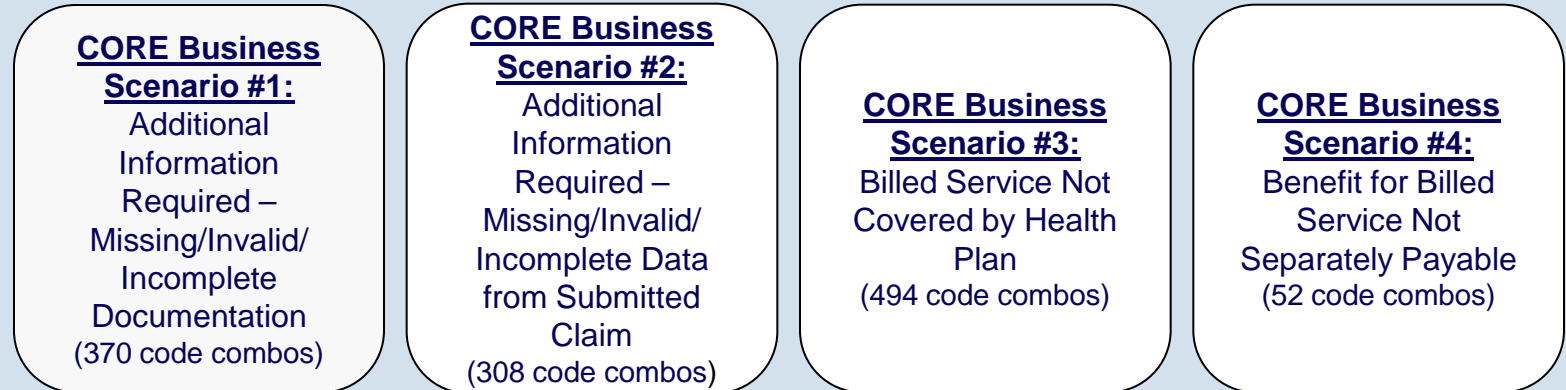 CORE Business
Scenario #1:
Additional
Information
Required –
Missing/Invalid/
Incomplete
Documentation
(370 code combos)
CORE Business
Scenario #2:
Additional
Information
Required –
Missing/Invalid/
Incomplete Data
from Submitted
Claim
(308 code combos)
CORE Business
Scenario #3:
Billed Service Not
Covered by Health
Plan
(494 code combos)
CORE Business
Scenario #4:
Benefit for Billed
Service Not
Separately Payable
(52 code combos)